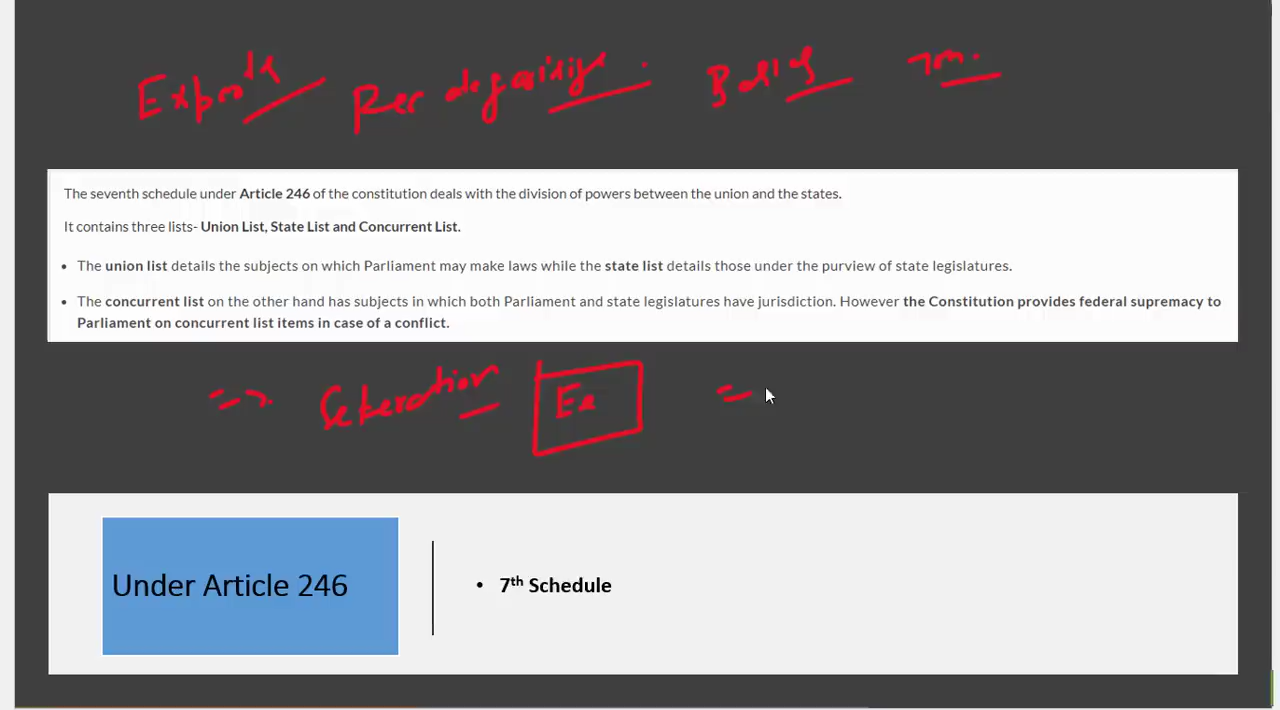 The seventh schedule under Article 246 of the constitution deals with the division of powers between the union and the states.
It contains three lists- Union List, State List and Concurrent List.
• The union list details the subjects on which Parliament may make laws while the state list details those under the purview of state legislatures.
• The concurrent list on the other hand has subjects in which both Parliament and state legislatures have jurisdiction. However the Constitution provides federal supremacy to
Parliament on concurrent list items in case of a conflict.
=>
Under Article 246
• 7th Schedule